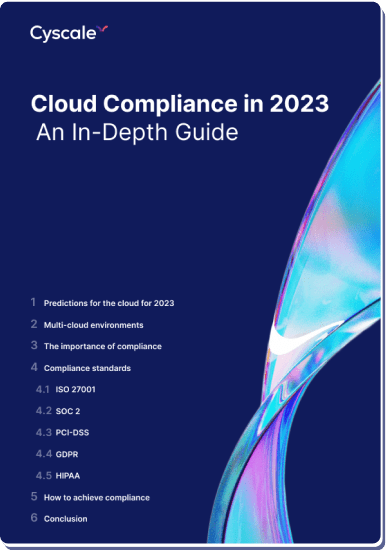 Cyscale
Cloud Compliance in 2023
An In-Depth Guide
1 Predictions for the cloud for 2023
2 Multi-cloud environments
3 The importance of compliance
4 Compliance standards
4.1 ISO 27001
4.2 SOC 2
4.3 PCI-DSS
4.4 GDPR
4.5 HIPAA
5 How to achieve compliance
6 Conclusion